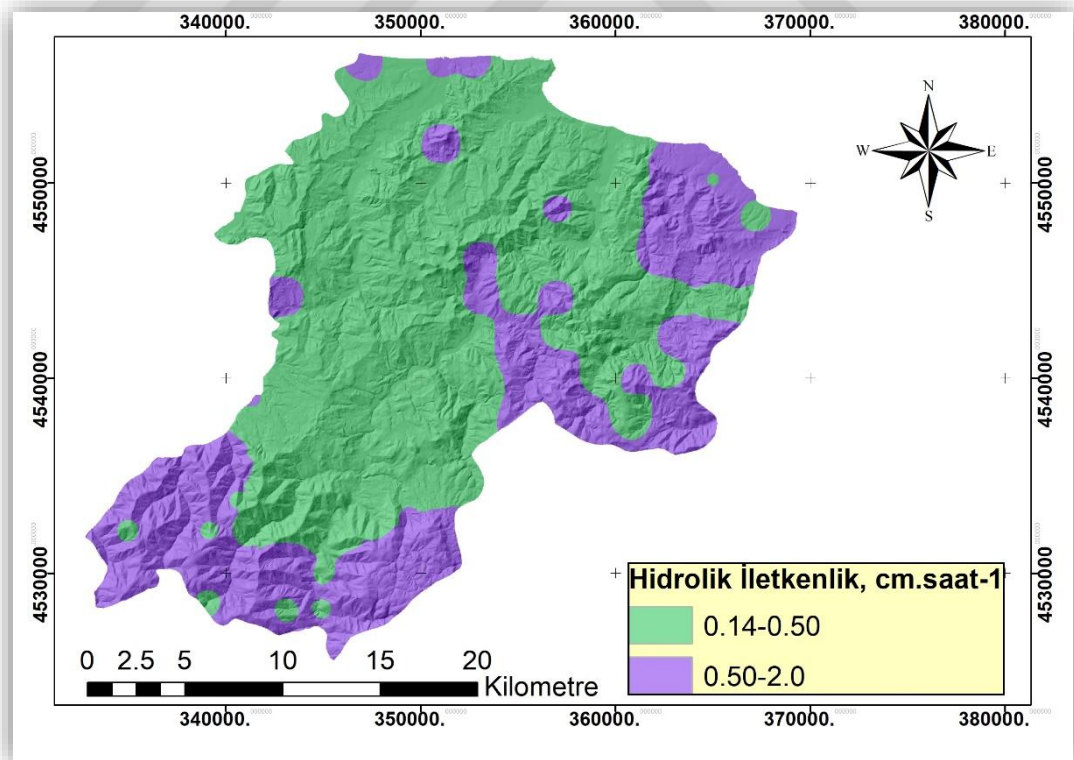 340000. 350000. 360000. 370000. 380000.
N
W E
S
4550000 4550000
4540000 4540000
4530000 4530000
Hidrolik İletkenlik, cm.saat-1
0.14-0.50
0.50-2.0
0 2.5 5 10 15 20
Kilometre
340000. 350000. 360000. 370000. 380000.